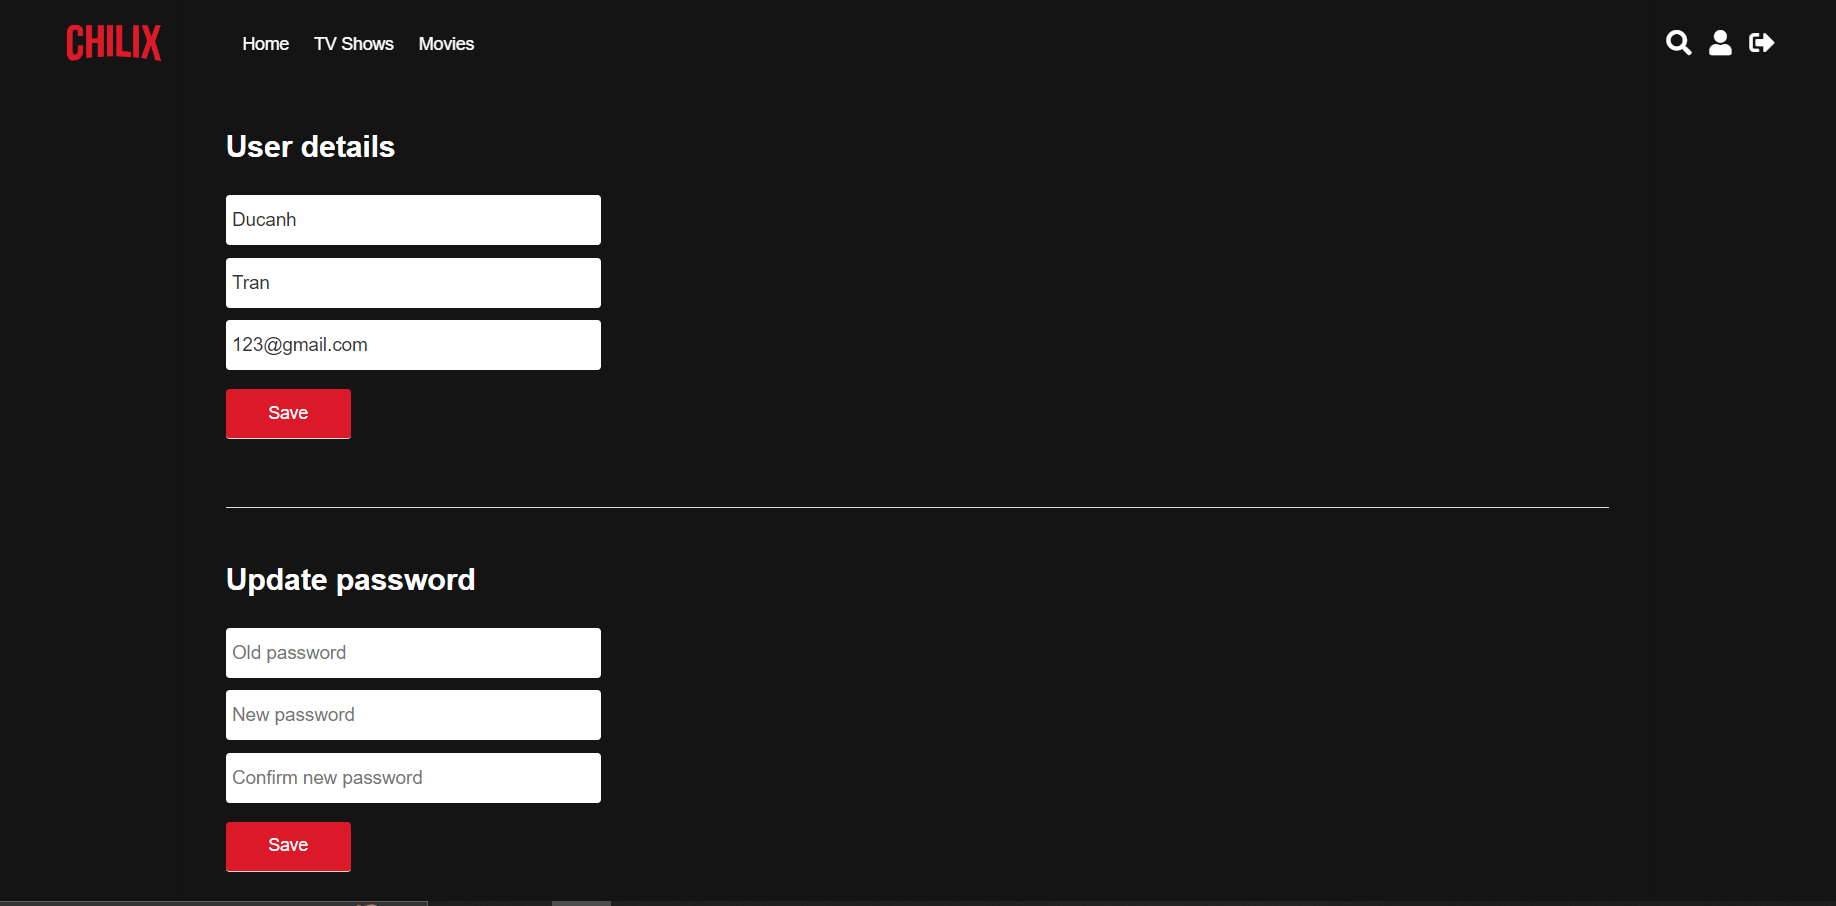 CHILIX Home TV Shows Movies
User details
Ducanh
Tran
123@gmail.com
Save
Update password
Old password
New password
Confirm new password
Save